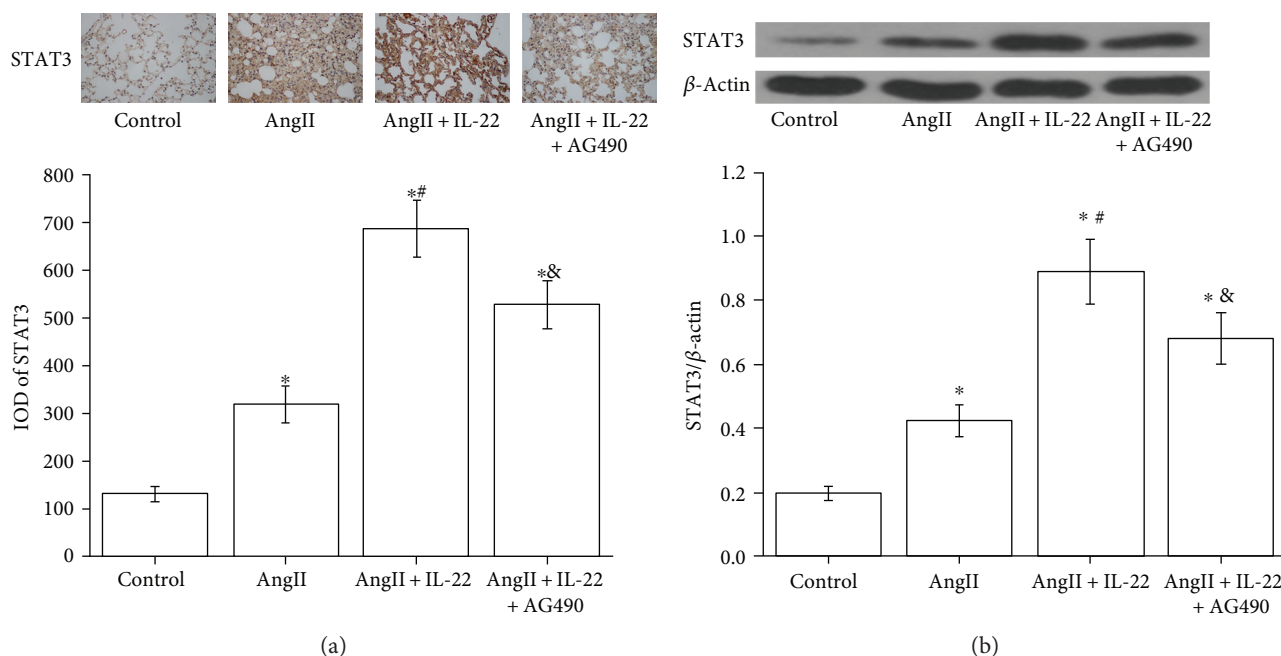 STAT3
Control
AngII
AngII + IL-22
AngII + IL-22
+ AG490
IOD of STAT3
800
700
600
500
400
300
200
100
0
*
*#
*&
Control
AngII
AngII + IL-22
AngII + IL-22
+ AG490
(a)
STAT3
β-Actin
Control
AngII
AngII + IL-22
AngII + IL-22
+ AG490
STAT3/β-actin
1.2
1.0
0.8
0.6
0.4
0.2
0.0
*
* #
* &
Control
AngII
AngII + IL-22
AngII + IL-22
+ AG490
(b)